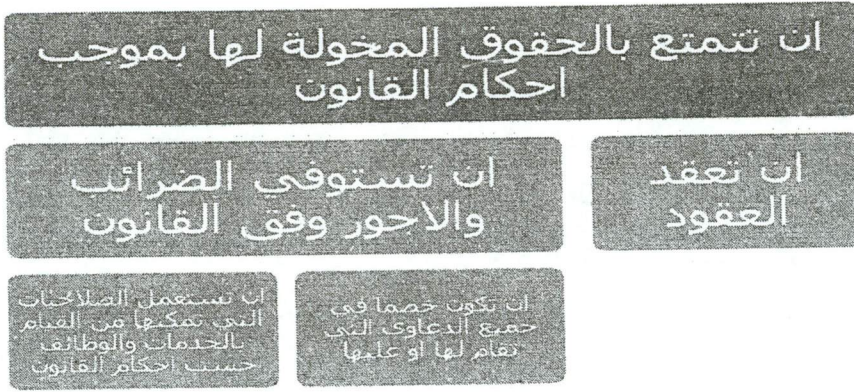 ان تتمتع بالحقوق المخولة لها بموجب
احكام القانون
ان تعقد
العقود
ان تستوفي الضرائب
والاجور وفق القانون
ان تكون خصما في
جميع الدعاوى التي
تقام لها او عليها
ان تستعمل الصلاحيات
التي تمكنها من القيام
بالخدمات والوظائف
حسب احكام القانون